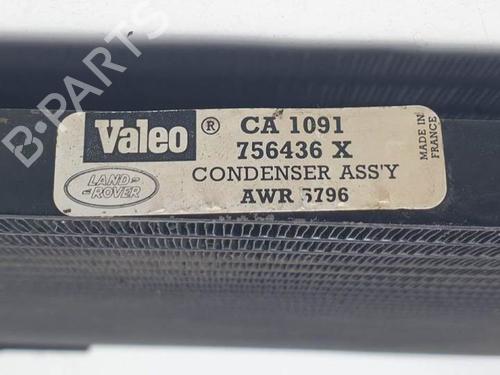 B-PARTS
Valeo ®
LAND ROVER
CA 1091
756436 X
CONDENSER ASS'Y
AWR 5796
MADE IN
FRANCE